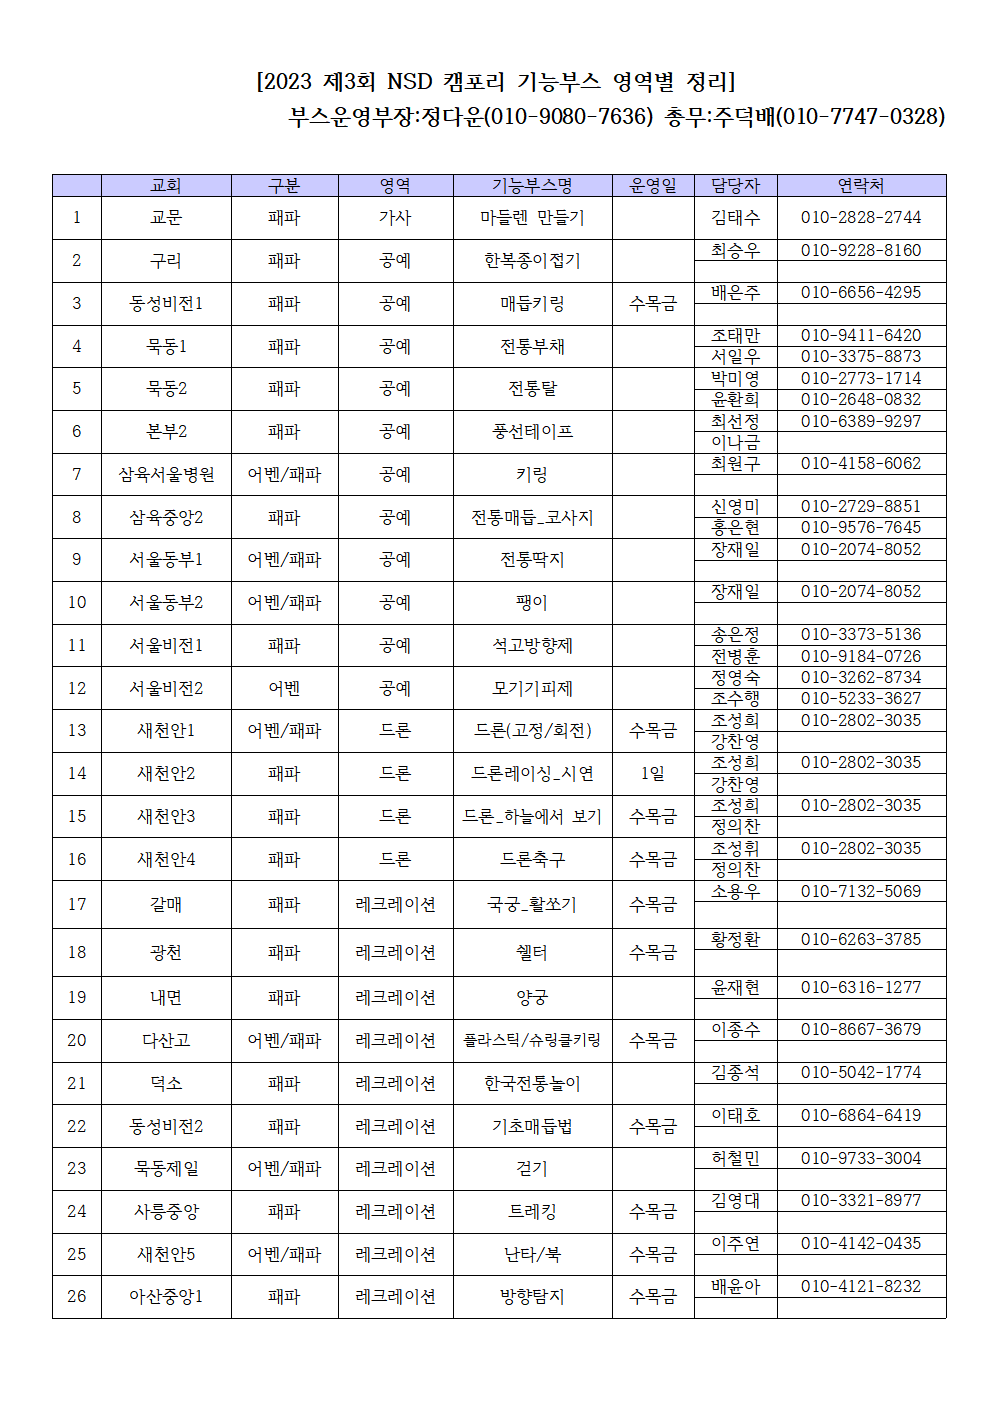 [2023 제3회 NSD 캠포리 기능부스 영역별 정리]
부스운영부장:정다운(010-9080-7636) 총무:주덕배(010-7747-0328)
교회 구분 영역 기능부스명 운영일 담당자 연락처
1 교문 패파 가사 마들렌 만들기 김태수 010-2828-2744
2 구리 패파 공예 한복종이접기 최승우 010-9228-8160
3 동성비전1 패파 공예 매듭키링 수목금 배은주 010-6656-4295
4 묵동1 패파 공예 전통부채 조태만 010-9411-6420
서일우 010-3375-8873
5 묵동2 패파 공예 전통탈 박미영 010-2773-1714
윤환희 010-2648-0832
6 본부2 패파 공예 풍선테이프 최선정 010-6389-9297
이나금
7 삼육서울병원 어벤/패파 공예 키링 최원구 010-4158-6062
8 삼육중앙2 패파 공예 전통매듭_코사지 신영미 010-2729-8851
홍은현 010-9576-7645
9 서울동부1 어벤/패파 공예 전통딱지 장재일 010-2074-8052
10 서울동부2 어벤/패파 공예 팽이 장재일 010-2074-8052
11 서울비전1 패파 공예 석고방향제 송은정 010-3373-5136
전병훈 010-9184-0726
12 서울비전2 어벤 공예 모기기피제 정영숙 010-3262-8734
조수행 010-5233-3627
13 새천안1 어벤/패파 드론 드론(고정/회전) 수목금 조성희 010-2802-3035
강찬영
14 새천안2 패파 드론 드론레이싱_시연 1일 조성희 010-2802-3035
강찬영
15 새천안3 패파 드론 드론_하늘에서 보기 수목금 조성희 010-2802-3035
정의찬
16 새천안4 패파 드론 드론축구 수목금 조성휘 010-2802-3035
정의찬
17 갈매 패파 레크레이션 국궁_활쏘기 수목금 소용우 010-7132-5069
18 광천 패파 레크레이션 쉘터 수목금 황정환 010-6263-3785
19 내면 패파 레크레이션 양궁 윤재현 010-6316-1277
20 다산고 어벤/패파 레크레이션 플라스틱/슈링클키링 수목금 이종수 010-8667-3679
21 덕소 패파 레크레이션 한국전통놀이 김종석 010-5042-1774
22 동성비전2 패파 레크레이션 기초매듭법 수목금 이태호 010-6864-6419
23 묵동제일 어벤/패파 레크레이션 걷기 허철민 010-9733-3004
24 사릉중앙 패파 레크레이션 트레킹 수목금 김영대 010-3321-8977
25 새천안5 어벤/패파 레크레이션 난타/북 수목금 이주연 010-4142-0435
26 아산중앙1 패파 레크레이션 방향탐지 수목금 배윤아 010-4121-8232